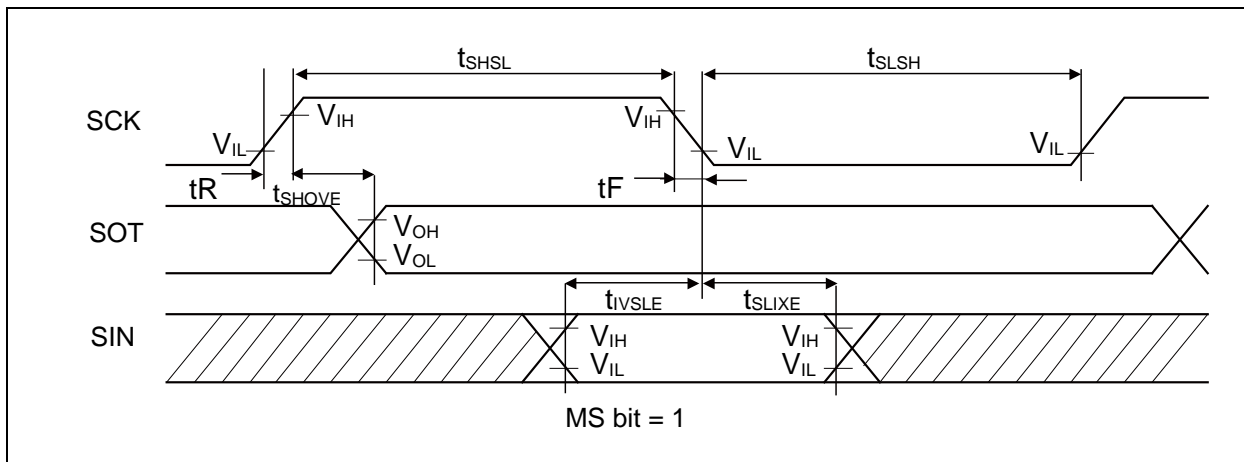 tSHSL
tSLSH
SCK
VIH
VIH
VIL
VIL
VIL
tR
tSHOVE
tF
SOT
VOH
VOL
tIVSLE
tSLIXE
SIN
VIH
VIH
VIL
VIL
MS bit = 1